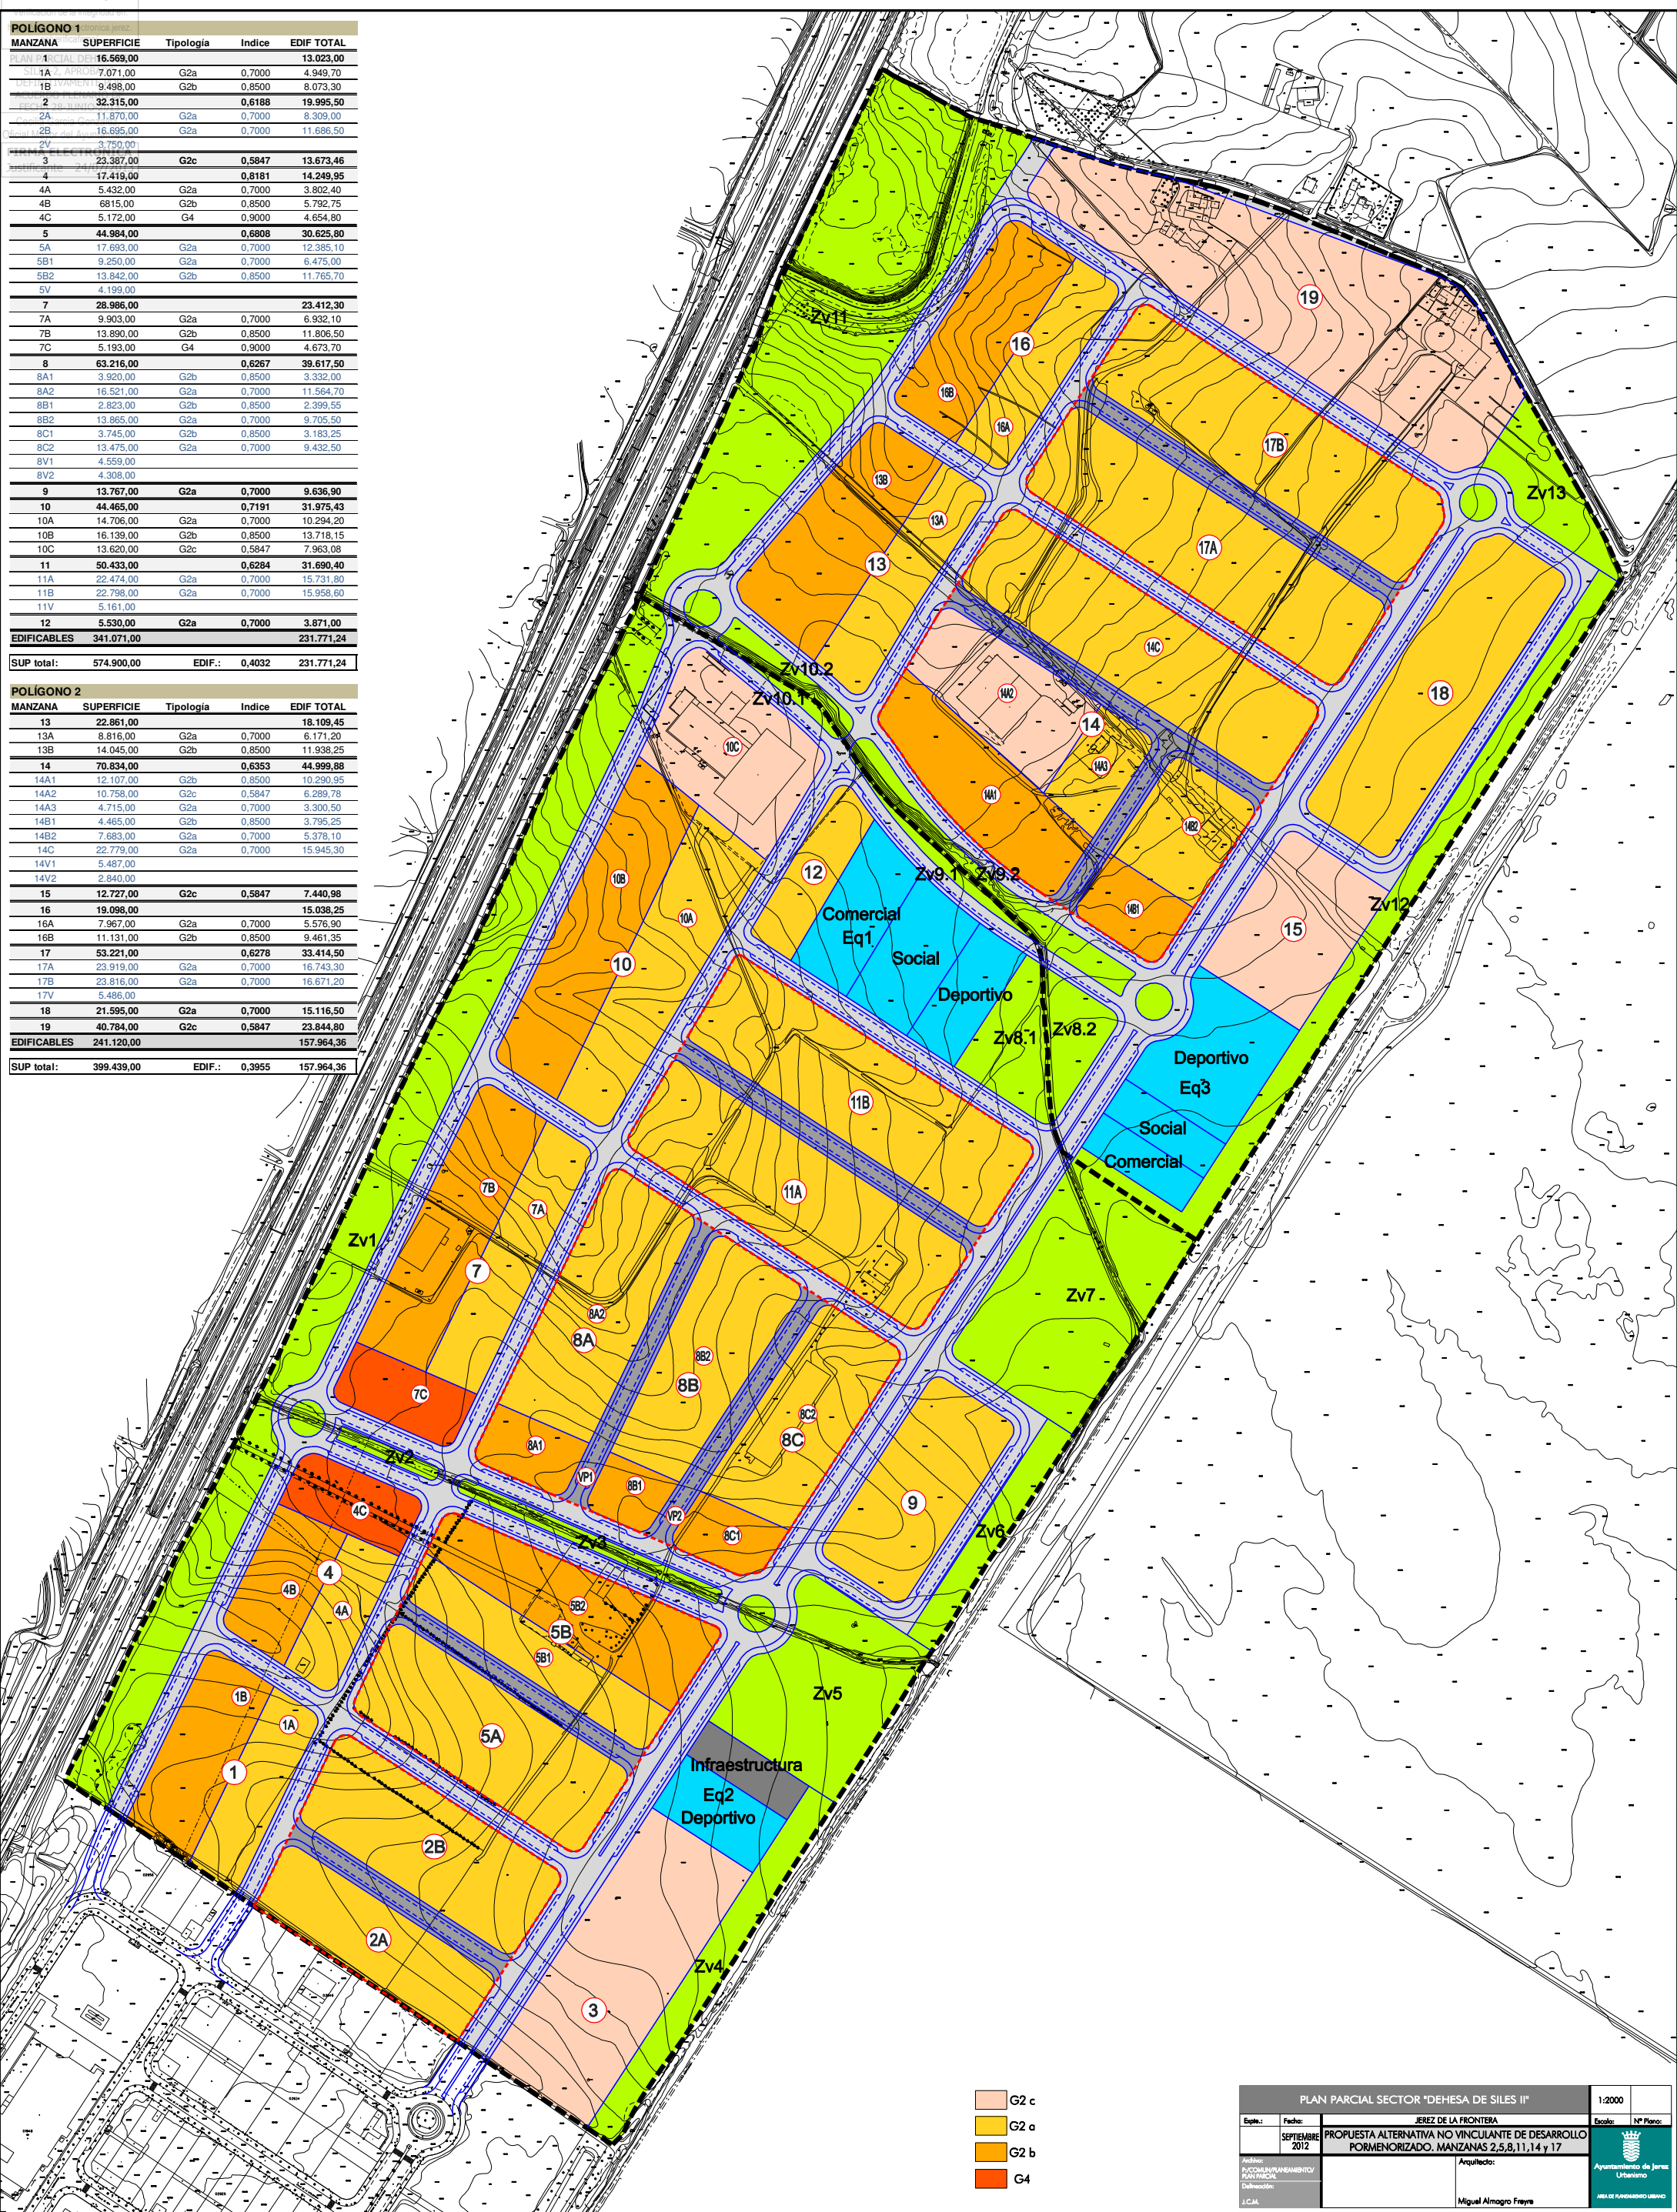 POLÍGONO 1
MANZANA SUPERFICIE Tipología Indice EDIF TOTAL
1 16.569,00 13.023,00
1A 7.071,00 G2a 0,7000 4.949,70
1B 9.498,00 G2b 0,8500 8.073,30
2 32.315,00 0,6188 19.995,50
2A 11.870,00 G2a 0,7000 8.309,00
2B 16.695,00 G2a 0,7000 11.686,50
2V 3.750,00
3 23.387,00 G2c 0,5847 13.673,46
4 17.419,00 0,8181 14.249,95
4A 5.432,00 G2a 0,7000 3.802,40
4B 6815,00 G2b 0,8500 5.792,75
4C 5.172,00 G4 0,9000 4.654,80
5 44.984,00 0,6808 30.625,80
5A 17.693,00 G2a 0,7000 12.385,10
5B1 9.250,00 G2a 0,7000 6.475,00
5B2 13.842,00 G2b 0,8500 11.765,70
5V 4.199,00
7 28.986,00 23.412,30
7A 9.903,00 G2a 0,7000 6.932,10
7B 13.890,00 G2b 0,8500 11.806,50
7C 5.193,00 G4 0,9000 4.673,70
8 63.216,00 0,6267 39.617,50
8A1 3.920,00 G2b 0,8500 3.332,00
8A2 16.521,00 G2a 0,7000 11.564,70
8B1 2.823,00 G2b 0,8500 2.399,55
8B2 13.865,00 G2a 0,7000 9.705,50
8C1 3.745,00 G2b 0,8500 3.183,25
8C2 13.475,00 G2a 0,7000 9.432,50
8V1 4.559,00
8V2 4.308,00
9 13.767,00 G2a 0,7000 9.636,90
10 44.465,00 0,7191 31.975,43
10A 14.706,00 G2a 0,7000 10.294,20
10B 16.139,00 G2b 0,8500 13.718,15
10C 13.620,00 G2c 0,5847 7.963,08
11 50.433,00 0,6284 31.690,40
11A 22.474,00 G2a 0,7000 15.731,80
11B 22.798,00 G2a 0,7000 15.958,60
11V 5.161,00
12 5.530,00 G2a 0,7000 3.871,00
EDIFICABLES 341.071,00 231.771,24
SUP total: 574.900,00 EDIF.: 0,4032 231.771,24
POLÍGONO 2
MANZANA SUPERFICIE Tipología Indice EDIF TOTAL
13 22.861,00 18.109,45
13A 8.816,00 G2a 0,7000 6.171,20
13B 14.045,00 G2b 0,8500 11.938,25
14 70.834,00 0,6353 44.999,88
14A1 12.107,00 G2b 0,8500 10.290,95
14A2 10.758,00 G2c 0,5847 6.289,78
14A3 4.715,00 G2a 0,7000 3.300,50
14B1 4.465,00 G2b 0,8500 3.795,25
14B2 7.683,00 G2a 0,7000 5.378,10
14C 22.779,00 G2a 0,7000 15.945,30
14V1 5.487,00
14V2 2.840,00
15 12.727,00 G2c 0,5847 7.440,98
16 19.098,00 15.038,25
16A 7.967,00 G2a 0,7000 5.576,90
16B 11.131,00 G2b 0,8500 9.461,35
17 53.221,00 0,6278 33.414,50
17A 23.919,00 G2a 0,7000 16.743,30
17B 23.816,00 G2a 0,7000 16.671,20
17V 5.486,00
18 21.595,00 G2a 0,7000 15.116,50
19 40.784,00 G2c 0,5847 23.844,80
EDIFICABLES 241.120,00 157.964,36
SUP total: 399.439,00 EDIF.: 0,3955 157.964,36
FIRMA ELECTRÓNICA
19
Zv11
16
16B
16A
17B
13B
Zv13
13A
17A
13
14C
Zv10.2
14A2
18
Zv10.1
14
10C
14A3
14A1
14B2
12
Zv9.1
Zv9.2
10B
Zv12
14B1
Comercial
10A
15
Eq1
Social
10
Deportivo
Zv8.1
Zv8.2
Deportivo
Eq3
11B
Social
Comercial
7B
11A
7A
Zv1
7
Zv7
8A2
8A
8B2
8B
7C
8C2
8C
8A1
Zv2
VP1
8B1
9
4C
VP2
8C1
Zv6
Zv3
4
4B
5B2
4A
5B
5B1
Zv5
1B
1A
5A
Infraestructura
1
Eq2
Deportivo
2B
2A
Zv4
3
G2 c
G2 a
G2 b
G4
PLAN PARCIAL SECTOR "DEHESA DE SILES II"
1:2000
Expte.: Fecha: JEREZ DE LA FRONTERA Escala: Nº Plano:
SEPTIEMBRE 2012
PROPUESTA ALTERNATIVA NO VINCULANTE DE DESARROLLO
PORMENORIZADO. MANZANAS 2,5,8,11,14 y 17
Archivo:
P:/COMUN/PLANEAMIENTO/
PLAN PARCIAL
Delineación:
J.C.M.
Arquitecto:
Miguel Almagro Freyre
Ayuntamiento de Jerez
Urbanismo
AREA DE PLANEAMIENTO URBANO